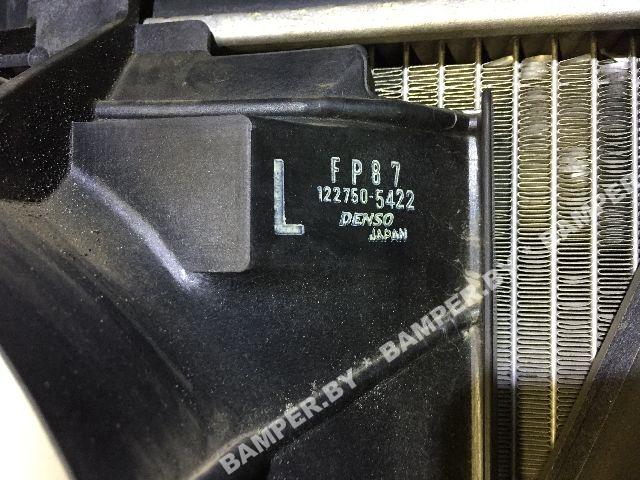 L
FP87
122750-5422
DENSO
JAPAN
BAMPER.BY * BAMPER.BY * BAMPER.BY